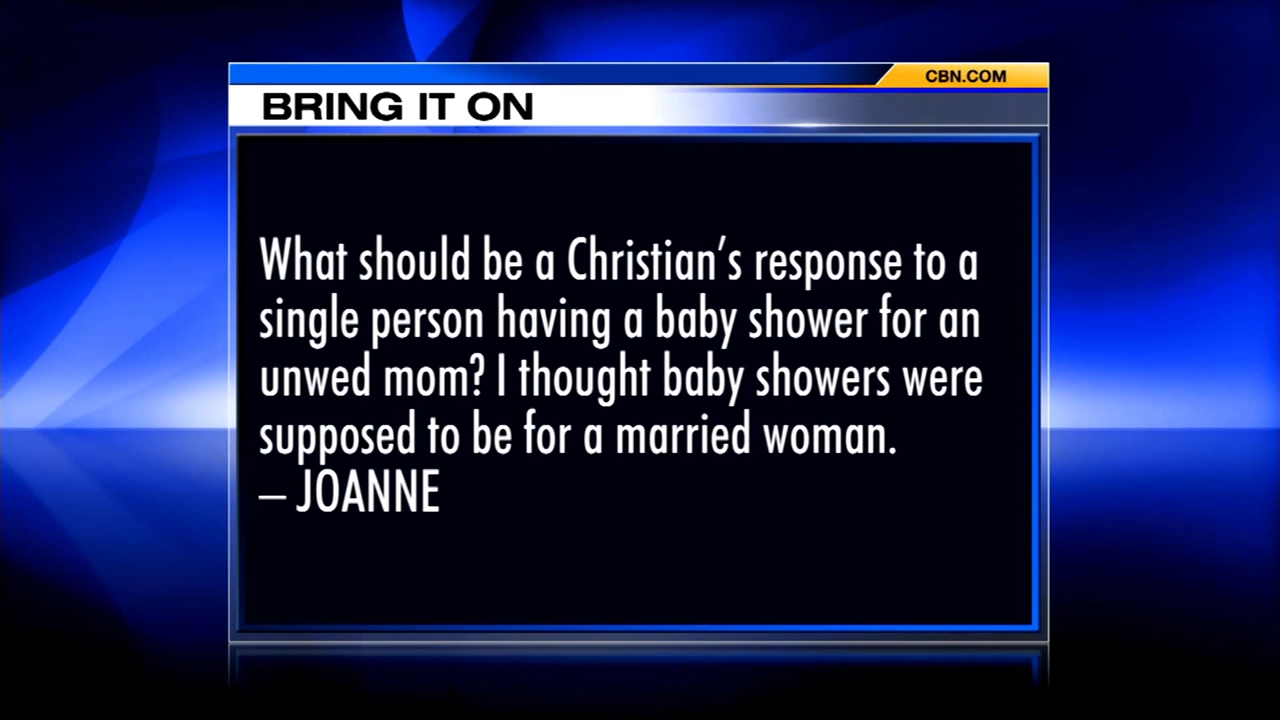 CBN.COM
BRING IT ON
What should be a Christian's response to a
single person having a baby shower for an
unwed mom? I thought baby showers were
supposed to be for a married woman.
– JOANNE